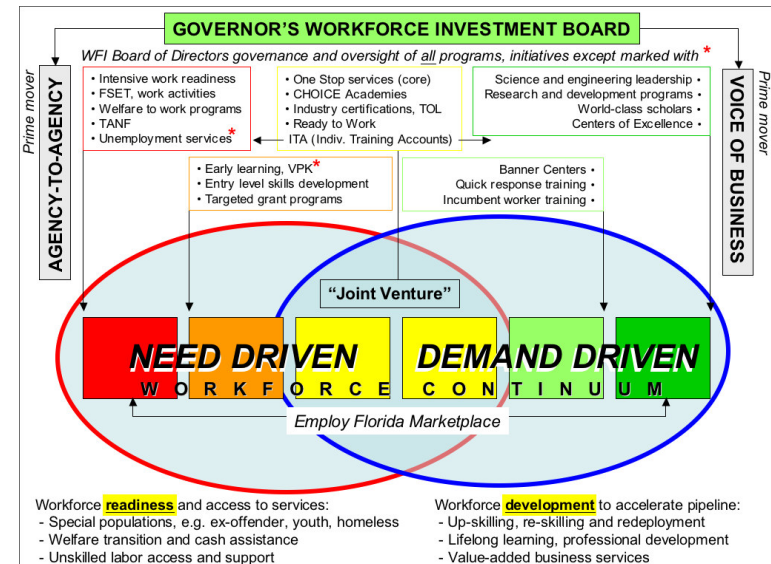 GOVERNOR'S WORKFORCE INVESTMENT BOARD
WFI Board of Directors governance and oversight of all programs, initiatives except marked with *
Prime mover
AGENCY-TO-AGENCY
• Intensive work readiness
• FSET, work activities
• Welfare to work programs
• TANF
• Unemployment services*
• One Stop services (core)
• CHOICE Academies
• Industry certifications, TOL
• Ready to Work
ITA (Indiv. Training Accounts)
Science and engineering leadership •
Research and development programs •
World-class scholars •
Centers of Excellence •
VOICE OF BUSINESS
Prime mover
• Early learning, VPK*
• Entry level skills development
• Targeted grant programs
Banner Centers •
Quick response training •
Incumbent worker training •
"Joint Venture"
NEED DRIVEN DEMAND DRIVEN
WORKFORCE CONTINUUM
Employ Florida Marketplace
Workforce readiness and access to services:
- Special populations, e.g. ex-offender, youth, homeless
- Welfare transition and cash assistance
- Unskilled labor access and support
Workforce development to accelerate pipeline:
- Up-skilling, re-skilling and redeployment
- Lifelong learning, professional development
- Value-added business services